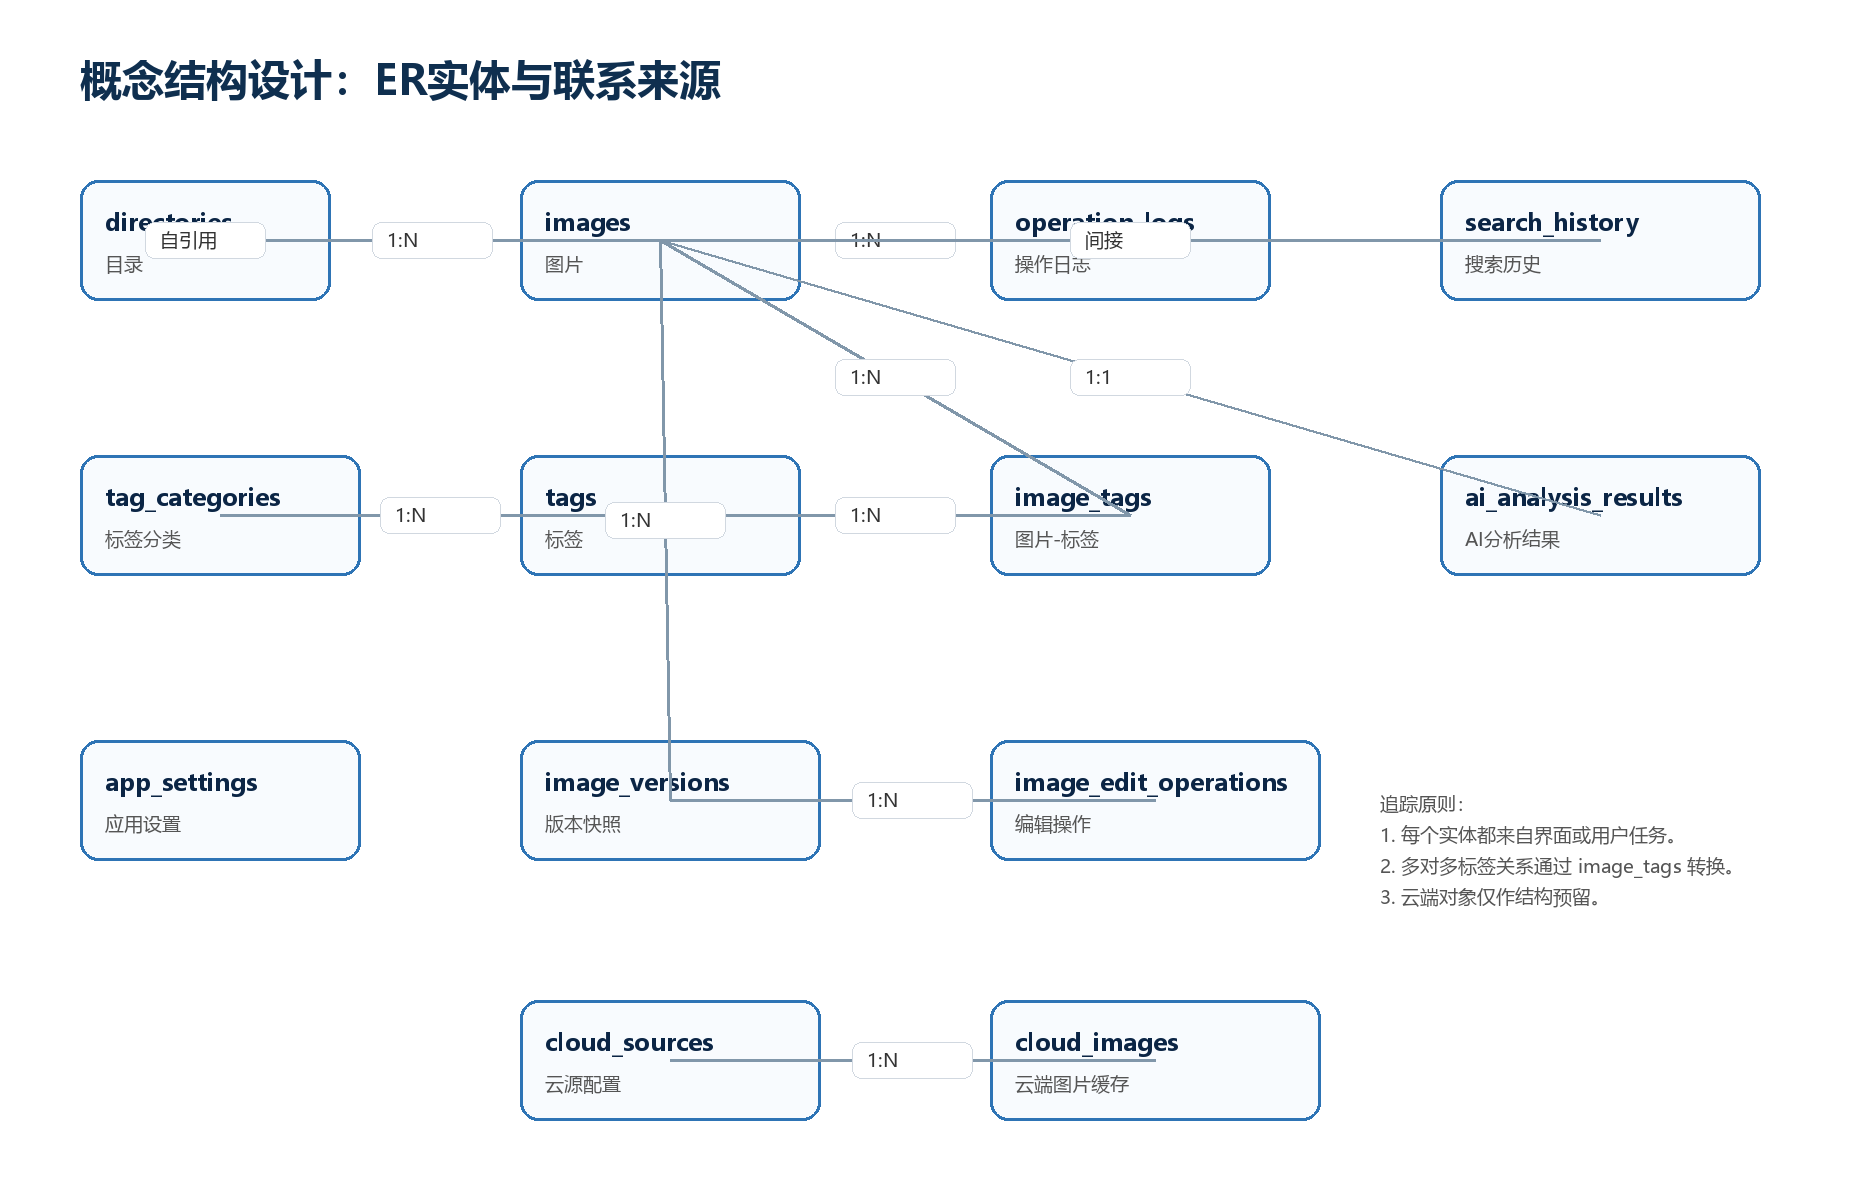 概念结构设计：ER实体与联系来源
directories
自引用
目录
1:N
images
图片
1:N
operation_logs
间接
操作日志
search_history
搜索历史
1:N
1:1
tag_categories
标签分类
1:N
tags
1:N
标签
1:N
image_tags
图片-标签
ai_analysis_results
AI分析结果
app_settings
应用设置
image_versions
版本快照
1:N
image_edit_operations
编辑操作
追踪原则：
1. 每个实体都来自界面或用户任务。
2. 多对多标签关系通过 image_tags 转换。
3. 云端对象仅作结构预留。
cloud_sources
云源配置
1:N
cloud_images
云端图片缓存